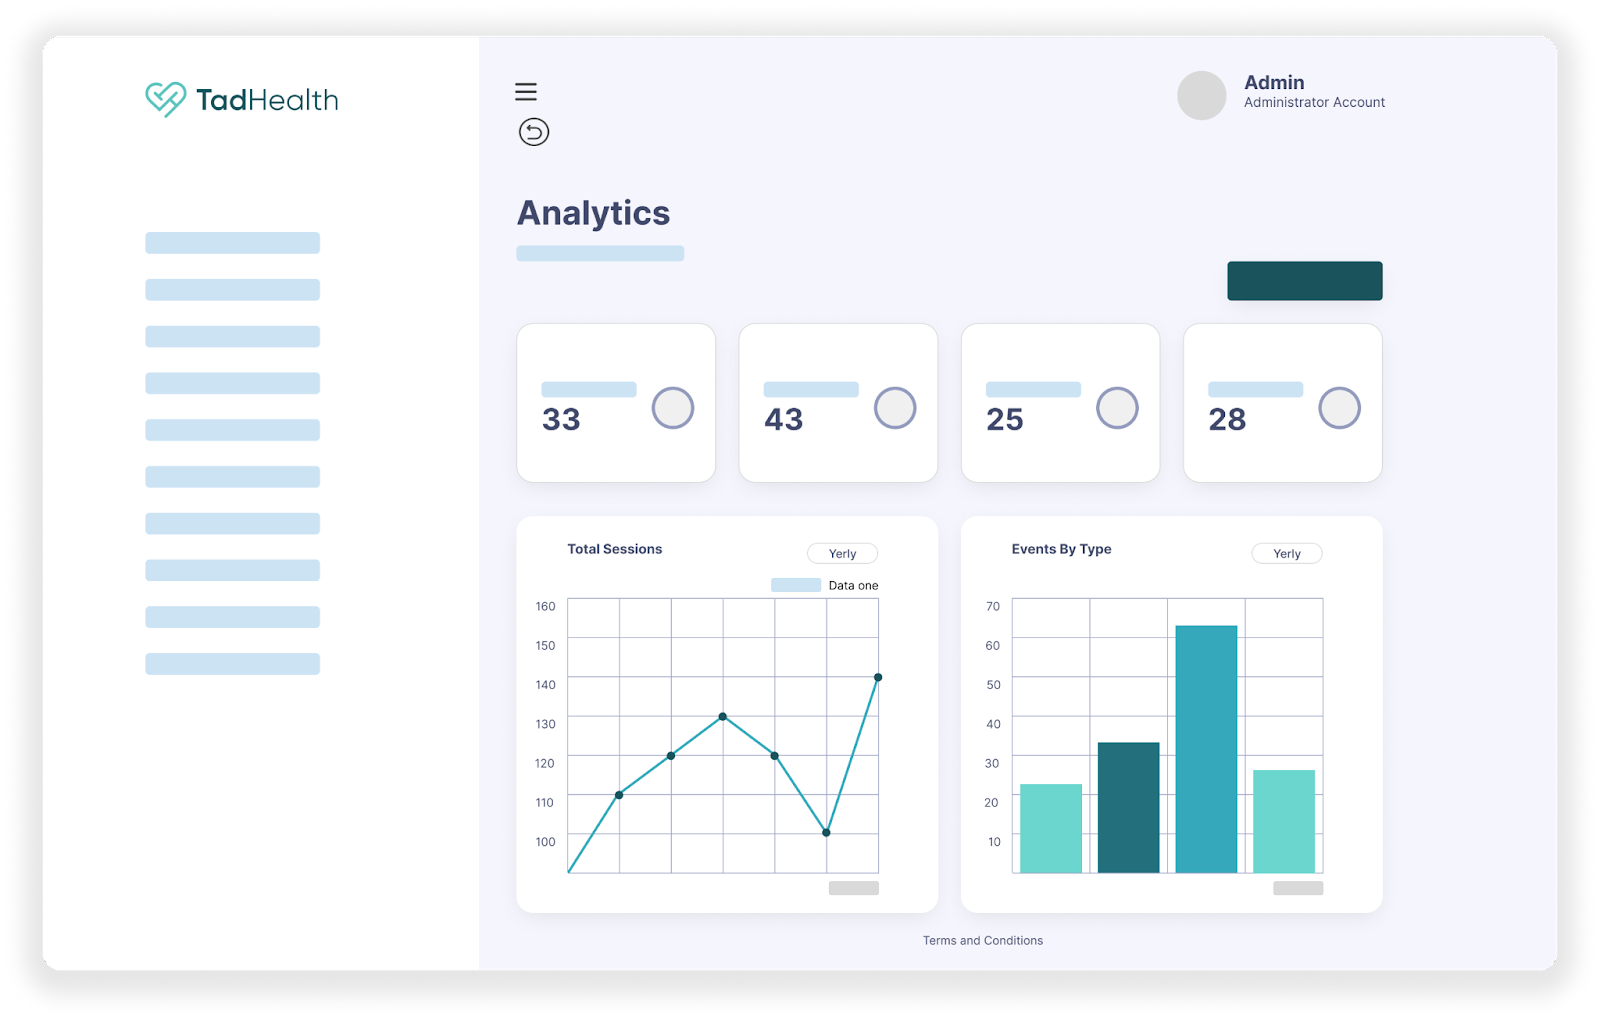 TadHealth
Admin
Administrator Account
Analytics
33
43
25
28
Total Sessions
Yerly
Data one
160
150
140
130
120
110
100
Events By Type
Yerly
70
60
50
40
30
20
10
Terms and Conditions